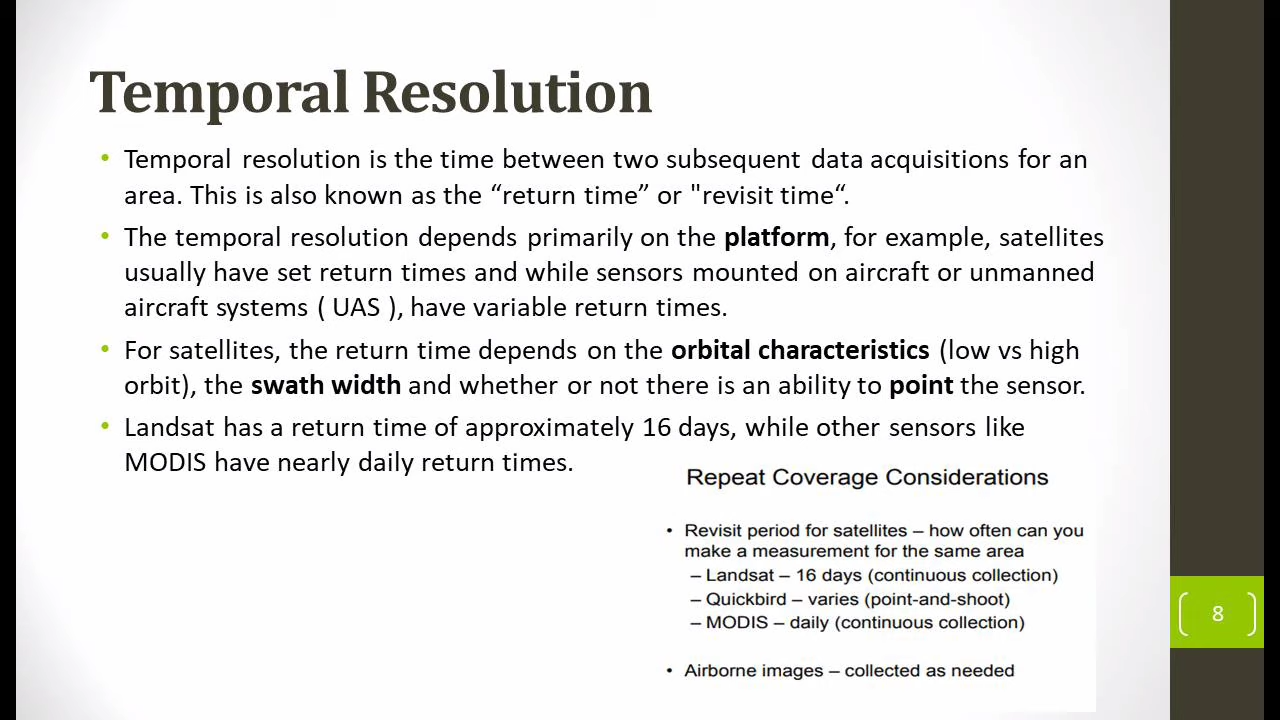 Temporal Resolution
• Temporal resolution is the time between two subsequent data acquisitions for an
area. This is also known as the “return time” or "revisit time“.
• The temporal resolution depends primarily on the platform, for example, satellites
usually have set return times and while sensors mounted on aircraft or unmanned
aircraft systems ( UAS ), have variable return times.
• For satellites, the return time depends on the orbital characteristics (low vs high
orbit), the swath width and whether or not there is an ability to point the sensor.
• Landsat has a return time of approximately 16 days, while other sensors like
MODIS have nearly daily return times.
Repeat Coverage Considerations
• Revisit period for satellites – how often can you
make a measurement for the same area
– Landsat – 16 days (continuous collection)
– Quickbird – varies (point-and-shoot)
– MODIS – daily (continuous collection)
• Airborne images – collected as needed
8